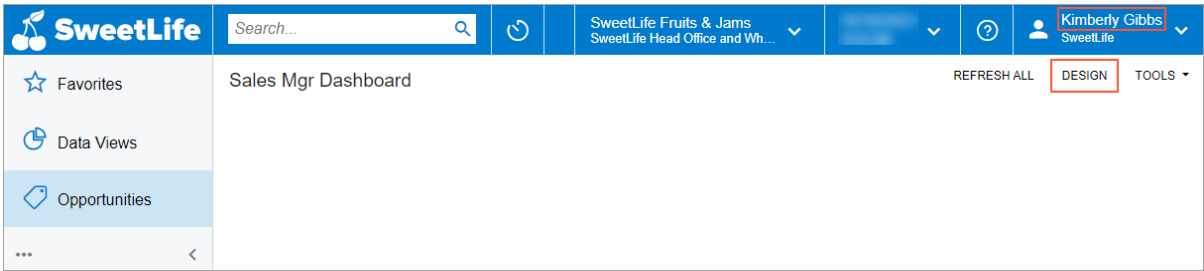 SweetLife
Search...
SweetLife Fruits & Jams
SweetLife Head Office and Wh...
Kimberly Gibbs
SweetLife
Favorites
Sales Mgr Dashboard
REFRESH ALL
DESIGN
TOOLS
Data Views
Opportunities